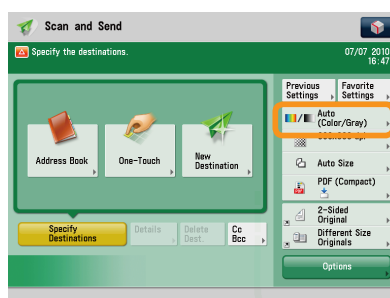 Scan and Send
Specify the destinations.
07/07 2010
16:47
Previous Settings
Favorite Settings
Auto
(Color/Gray)
Address Book
One-Touch
New
Destination
Auto Size
PDF (Compact)
2-Sided
Original
Different Size
Originals
Specify
Destinations
Details
Delete
Dest.
Cc
Bcc
Options